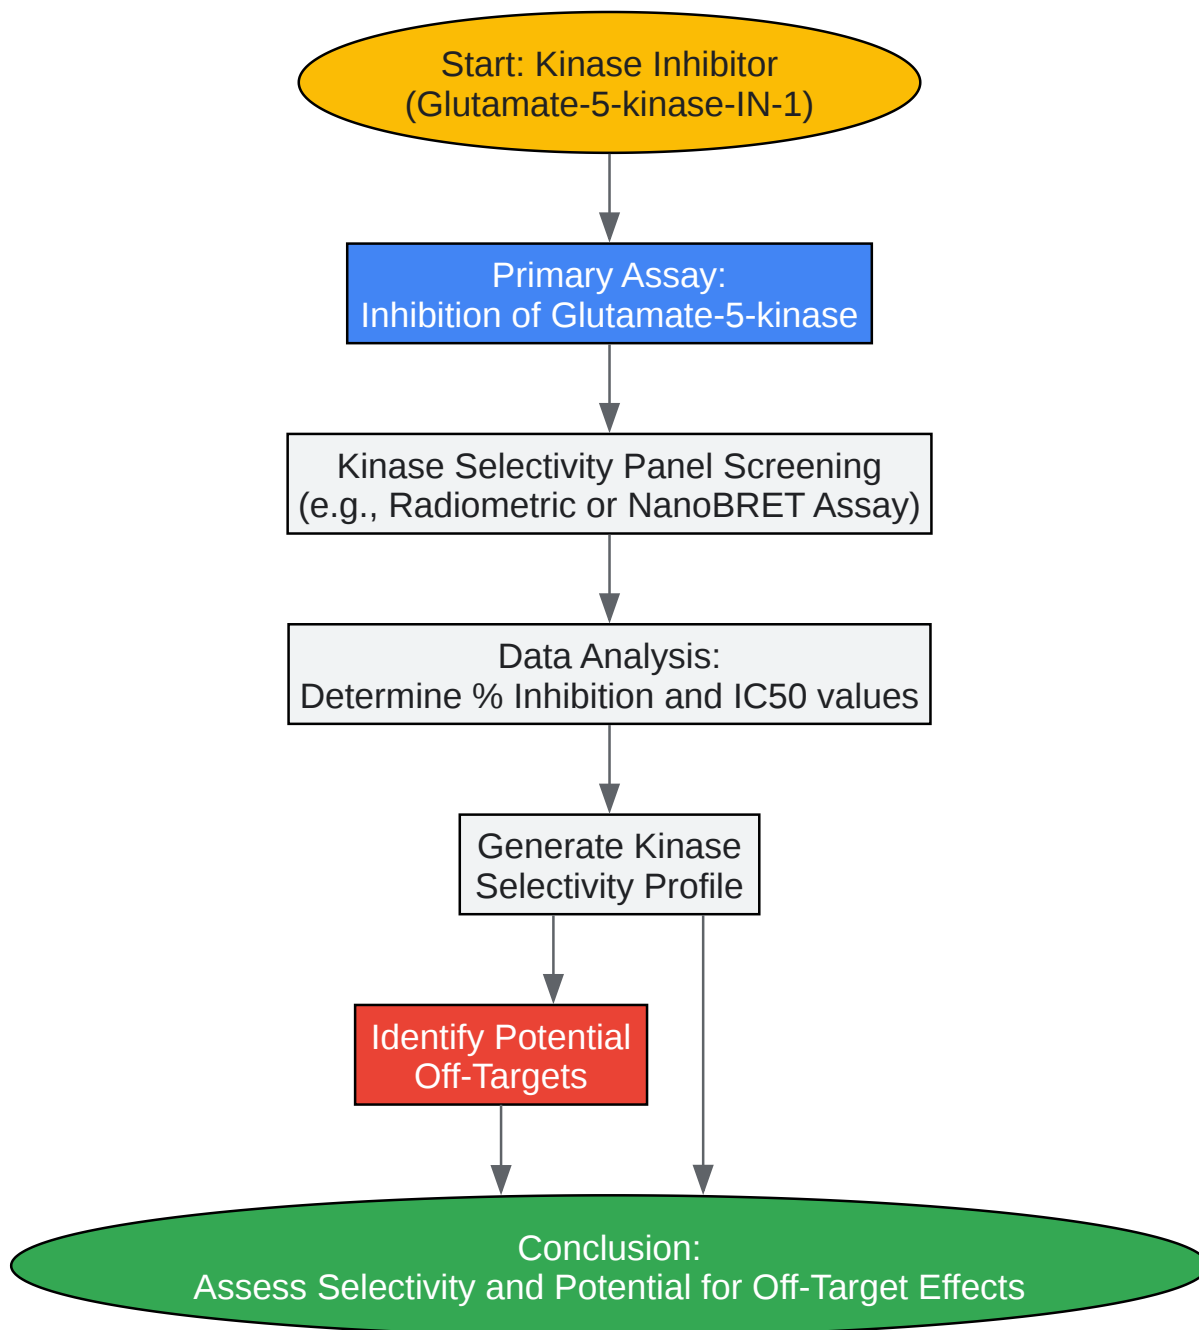 Start: Kinase Inhibitor
(Glutamate-5-kinase-IN-1)
Primary Assay:
Inhibition of Glutamate-5-kinase
Kinase Selectivity Panel Screening
(e.g., Radiometric or NanoBRET Assay)
Data Analysis:
Determine % Inhibition and IC50 values
Generate Kinase
Selectivity Profile
Identify Potential
Off-Targets
Conclusion:
Assess Selectivity and Potential for Off-Target Effects